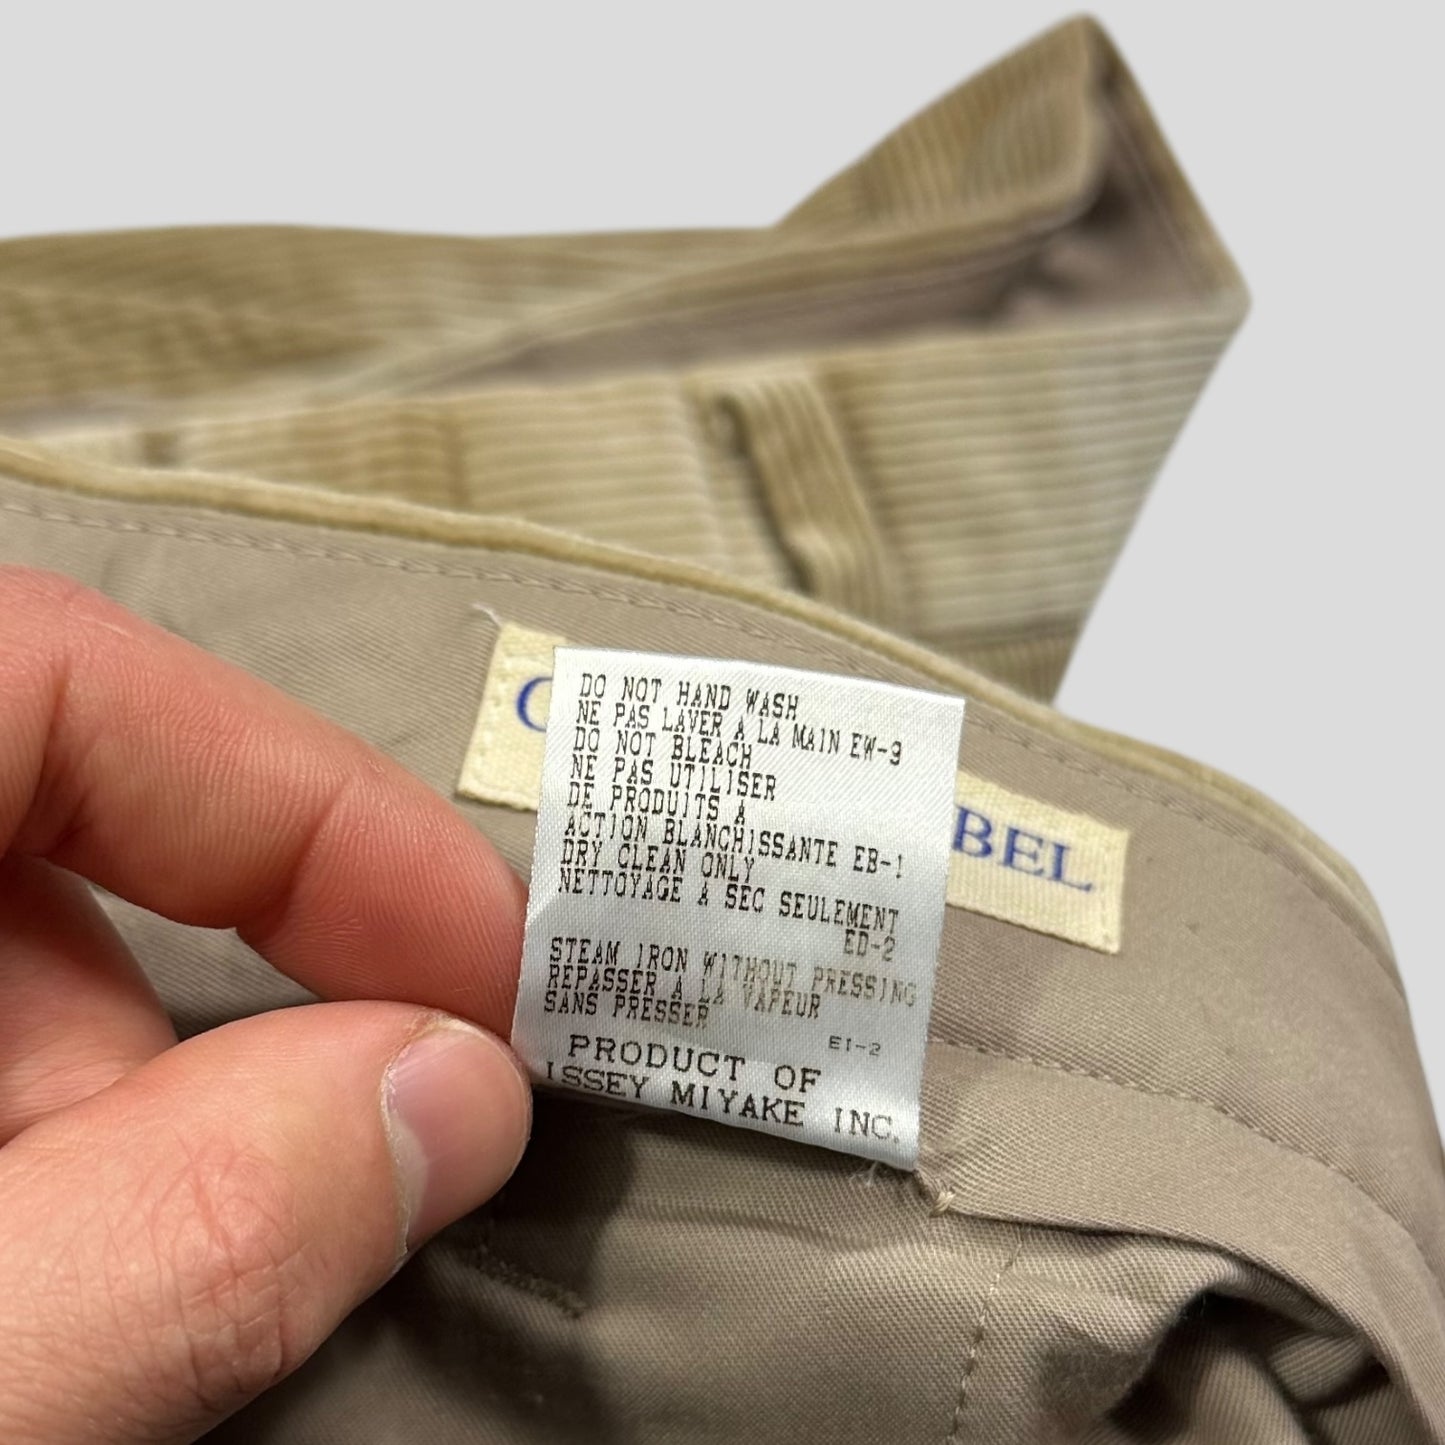 DO NOT HAND WASH
NE PAS LAVER A LA MAIN EW-9
DO NOT BLEACH
NE PAS UTILISER
DE PRODUITS A
ACTION BLANCHISSANTE EB-1
DRY CLEAN ONLY
NETTOYAGE A SEC SEULEMENT
ED-2
STEAM IRON WITHOUT PRESSING
REPASSER A LA VAPEUR
SANS PRESSER
EI-2
PRODUCT OF
ISSEY MIYAKE INC.
BEL